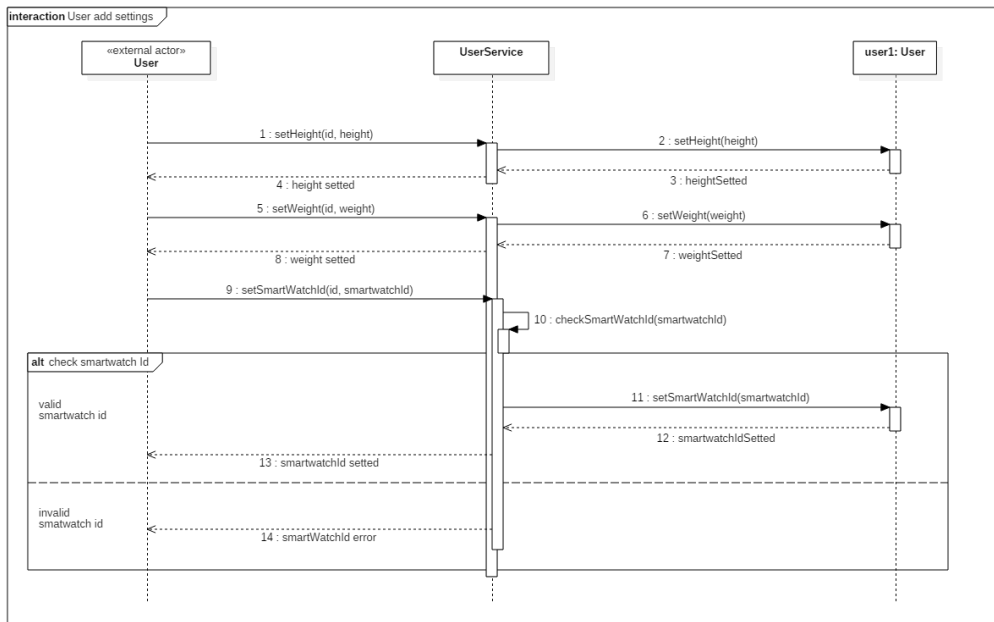 interaction User add settings
«external actor»
User
UserService
user1: User
1 : setHeight(id, height)
2 : setHeight(height)
3 : heightSetted
4 : height setted
5 : setWeight(id, weight)
6 : setWeight(weight)
7 : weightSetted
8 : weight setted
9 : setSmartWatchId(id, smartwatchId)
10 : checkSmartWatchId(smartwatchId)
alt check smartwatch Id
valid
smartwatch id
11 : setSmartWatchId(smartwatchId)
12 : smartwatchIdSetted
13 : smartwatchId setted
invalid
smatwatch id
14 : smartWatchId error